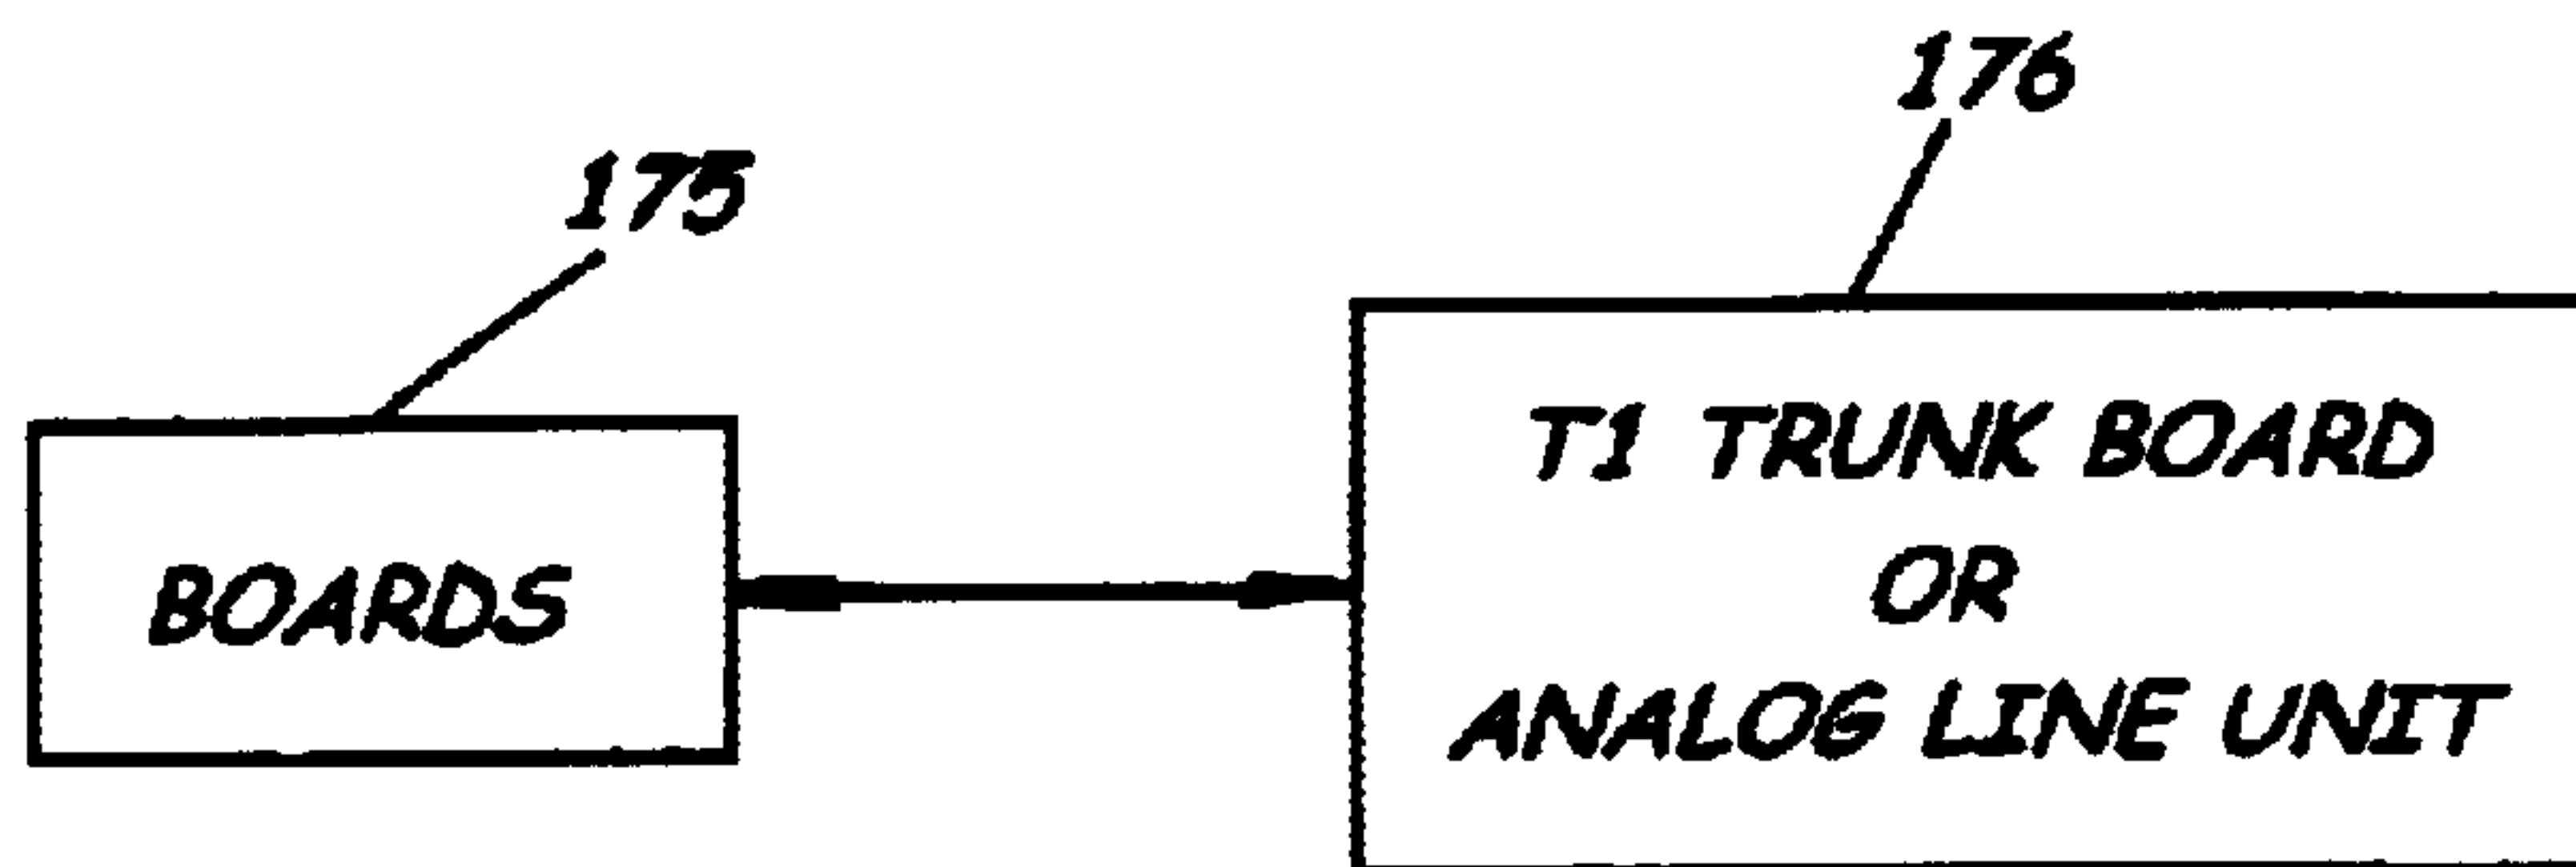 176
175
T1 TRUNK BOARD
OR
BOARDS
ANALOG LINE UNIT